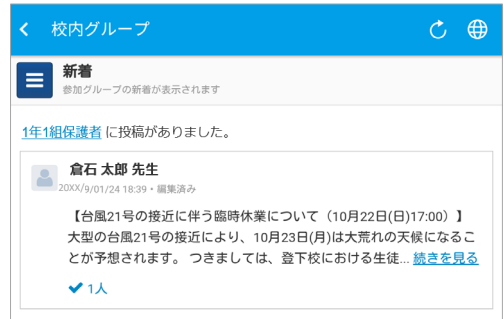 校内グループ
新着
参加グループの新着が表示されます
1年1組保護者 に投稿がありました。
倉石 太郎 先生
20XX/9/01/24 18:39・編集済み
【台風21号の接近に伴う臨時休業について（10月22日(日)17:00）】
大型の台風21号の接近により、10月23日(月)は大荒れの天候になるこ
とが予想されます。 つきましては、登下校における生徒... 続きを見る
1人